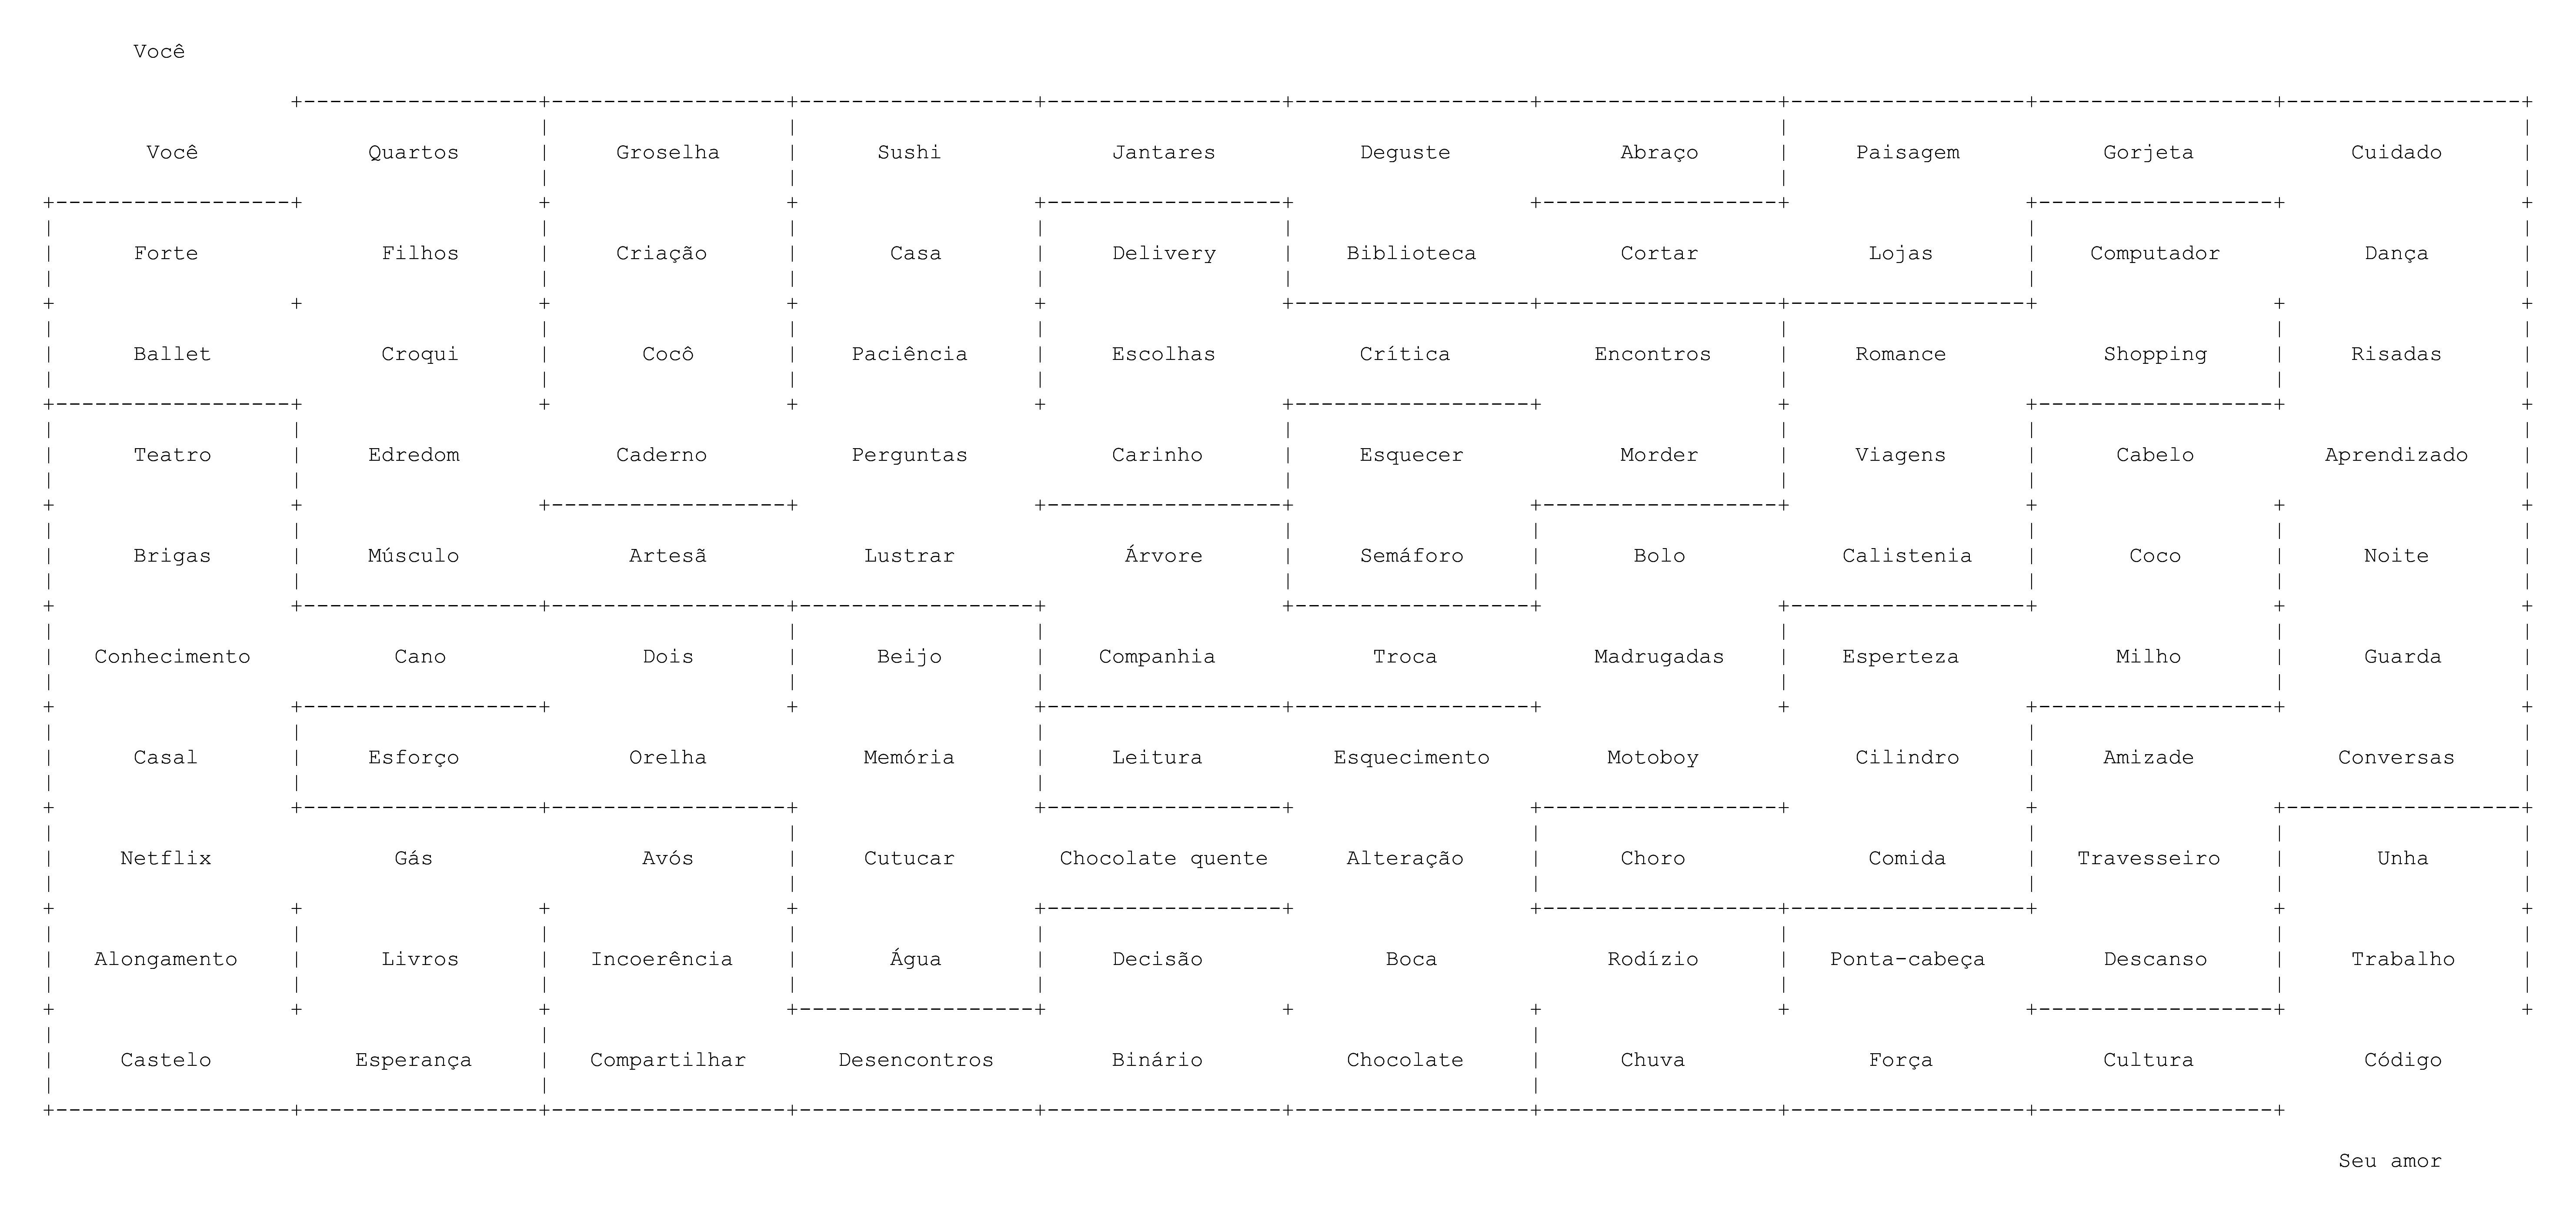 Você
Você Quartos Groselha Sushi Jantares Deguste Abraço Paisagem Gorjeta Cuidado
Forte Filhos Criação Casa Delivery Biblioteca Cortar Lojas Computador Dança
Ballet Croqui Cocô Paciência Escolhas Crítica Encontros Romance Shopping Risadas
Teatro Edredom Caderno Perguntas Carinho Esquecer Morder Viagens Cabelo Aprendizado
Brigas Músculo Artesã Lustrar Árvore Semáforo Bolo Calistenia Coco Noite
Conhecimento Cano Dois Beijo Companhia Troca Madrugadas Esperteza Milho Guarda
Casal Esforço Orelha Memória Leitura Esquecimento Motoboy Cilindro Amizade Conversas
Netflix Gás Avós Cutucar Chocolate quente Alteração Choro Comida Travesseiro Unha
Alongamento Livros Incoerência Água Decisão Boca Rodízio Ponta-cabeça Descanso Trabalho
Castelo Esperança Compartilhar Desencontros Binário Chocolate Chuva Força Cultura Código
Seu amor